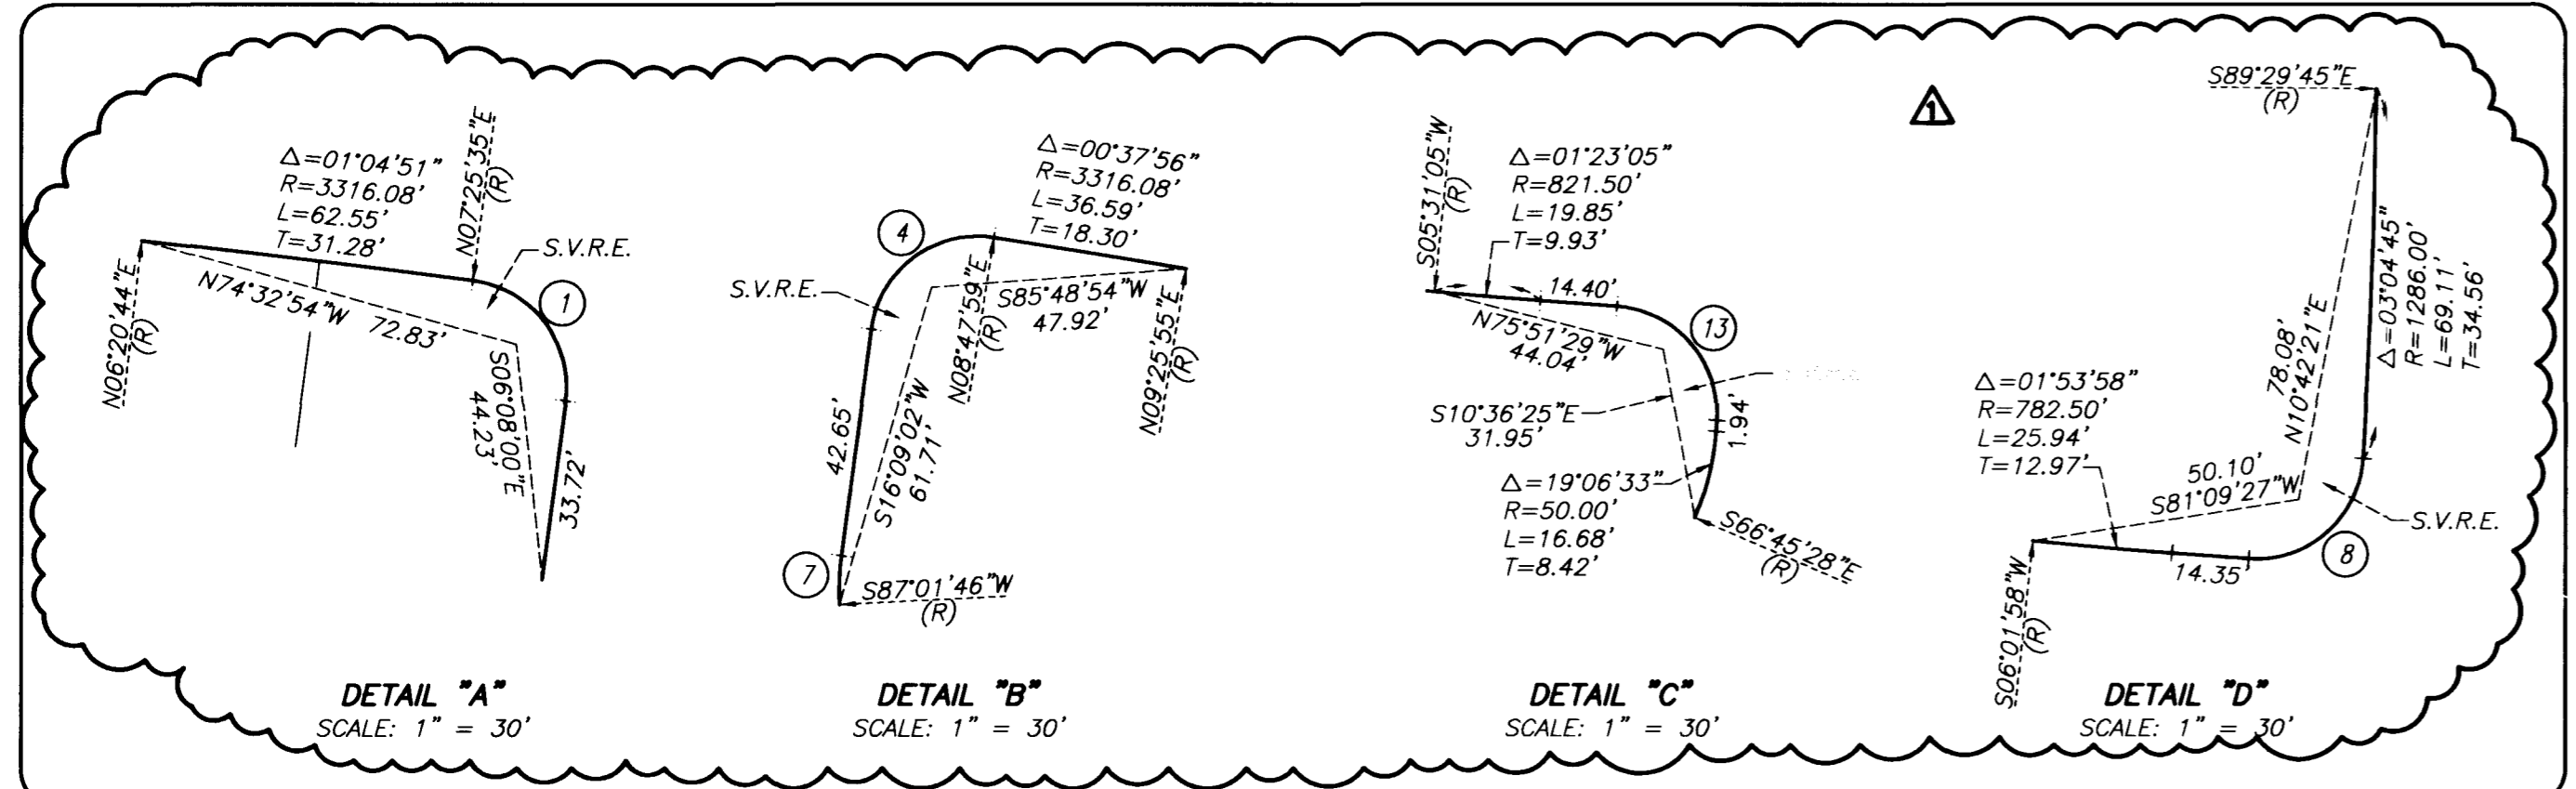 Δ=01°04'51"
R=3316.08'
L=62.55'
T=31.28'
N07°25'35"E
(R)
S.V.R.E.
1
N06°20'44"E
(R)
N74°32'54"W 72.83'
S06°08'00"E
44.23'
33.72'
DETAIL "A"
SCALE: 1" = 30'
Δ=00°37'56"
R=3316.08'
L=36.59'
T=18.30'
4
S.V.R.E.
N08°47'59"E
(R)
S85°48'54"W
47.92'
N09°25'55"E
(R)
42.65'
S16°09'02"W
61.71'
7
S87°01'46"W
(R)
DETAIL "B"
SCALE: 1" = 30'
S05°31'05"W
(R)
Δ=01°23'05"
R=821.50'
L=19.85'
T=9.93'
14.40'
13
N75°51'29"W
44.04'
S10°36'25"E
31.95'
1.94'
Δ=19°06'33"
R=50.00'
L=16.68'
T=8.42'
S66°45'28"E
(R)
DETAIL "C"
SCALE: 1" = 30'
1
S89°29'45"E
(R)
Δ=03°04'45"
R=1286.00'
L=69.11'
T=34.56'
78.08'
N10°42'21"E
Δ=01°53'58"
R=782.50'
L=25.94'
T=12.97'
50.10'
S81°09'27"W
S.V.R.E.
8
14.35'
S06°01'58"W
(R)
DETAIL "D"
SCALE: 1" = 30'